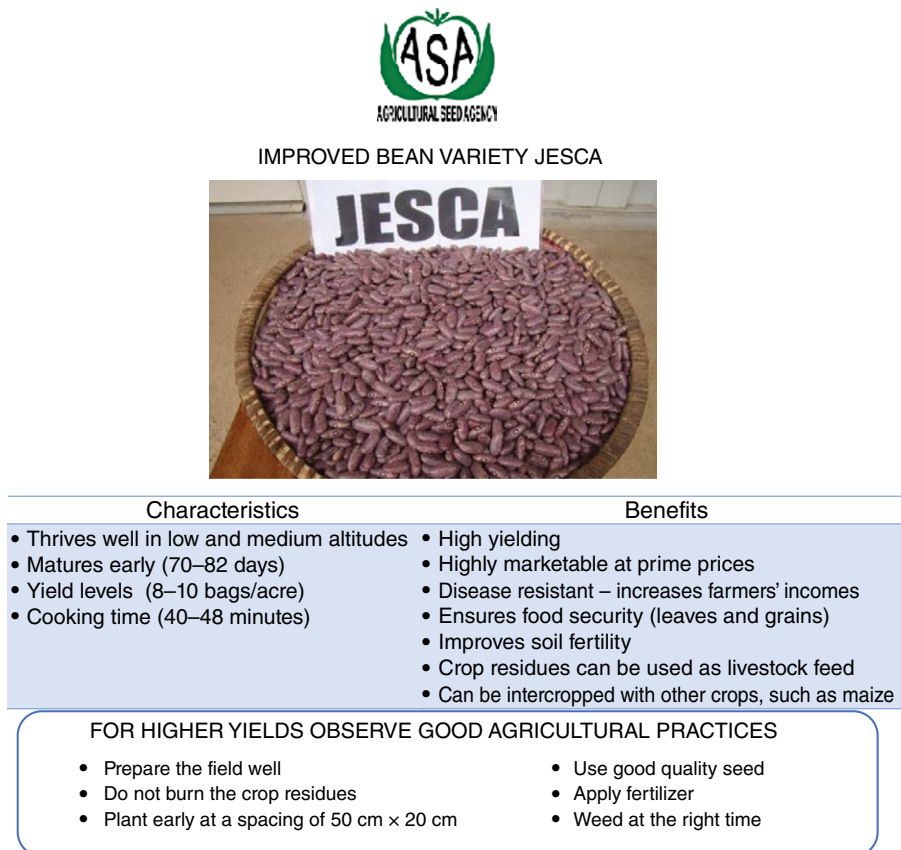 ASA
AGRICULTURAL SEED AGENCY
IMPROVED BEAN VARIETY JESCA
JESCA
Characteristics
• Thrives well in low and medium altitudes
• Matures early (70–82 days)
• Yield levels (8–10 bags/acre)
• Cooking time (40–48 minutes)
Benefits
• High yielding
• Highly marketable at prime prices
• Disease resistant – increases farmers' incomes
• Ensures food security (leaves and grains)
• Improves soil fertility
• Crop residues can be used as livestock feed
• Can be intercropped with other crops, such as maize
FOR HIGHER YIELDS OBSERVE GOOD AGRICULTURAL PRACTICES
• Prepare the field well
• Do not burn the crop residues
• Plant early at a spacing of 50 cm × 20 cm
• Use good quality seed
• Apply fertilizer
• Weed at the right time